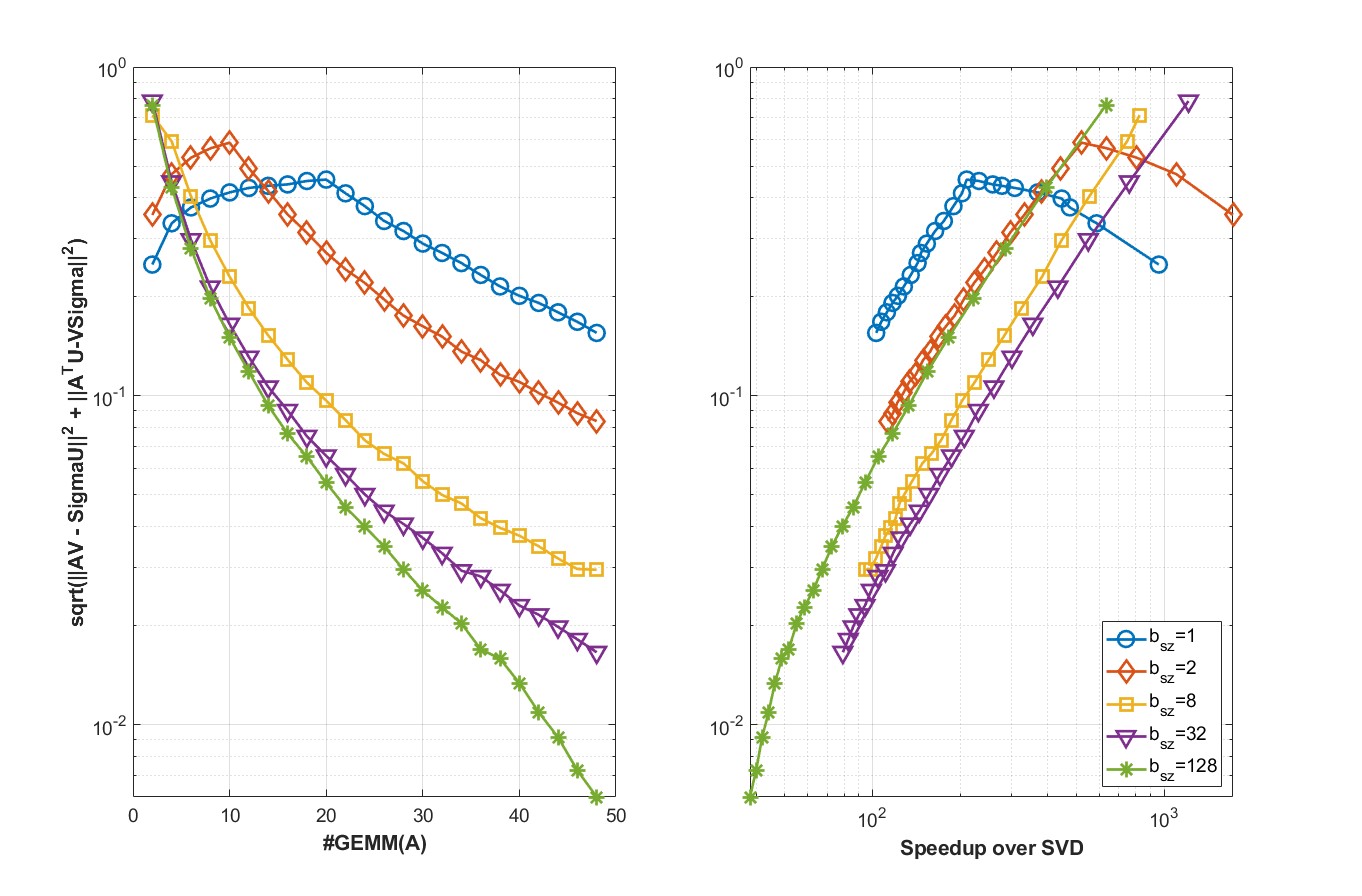 sqrt(||AV - SigmaU||^2 + ||A^TU-VSigma||^2)
10^0
10^-1
10^-2
0
10
20
30
40
50
#GEMM(A)
10^0
10^-1
10^-2
10^2
10^3
Speedup over SVD
b_sz=1
b_sz=2
b_sz=8
b_sz=32
b_sz=128